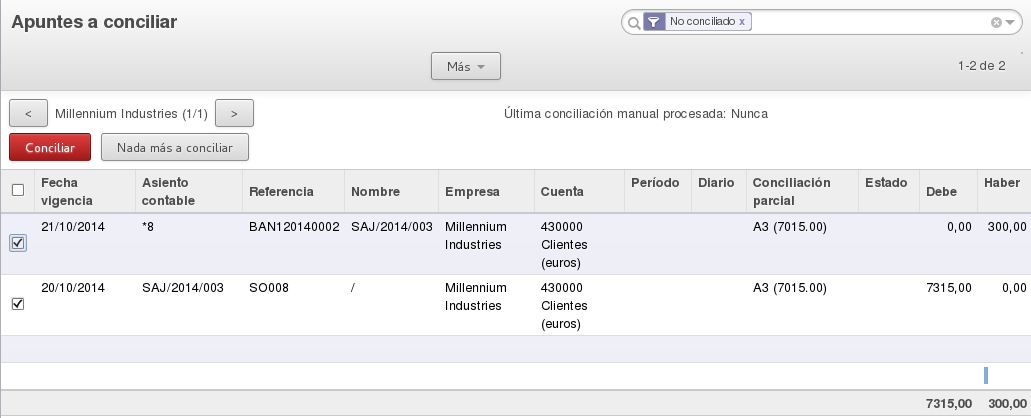 Apuntes a conciliar
No conciliado x
Más
1-2 de 2
< Millennium Industries (1/1) >
Última conciliación manual procesada: Nunca
Conciliar
Nada más a conciliar
Fecha vigencia Asiento contable Referencia Nombre Empresa Cuenta Período Diario Conciliación parcial Estado Debe Haber
21/10/2014 *8 BAN120140002 SAJ/2014/003 Millennium Industries 430000 Clientes (euros) A3 (7015.00) 0,00 300,00
20/10/2014 SAJ/2014/003 SO008 / Millennium Industries 430000 Clientes (euros) A3 (7015.00) 7315,00 0,00
7315,00 300,00